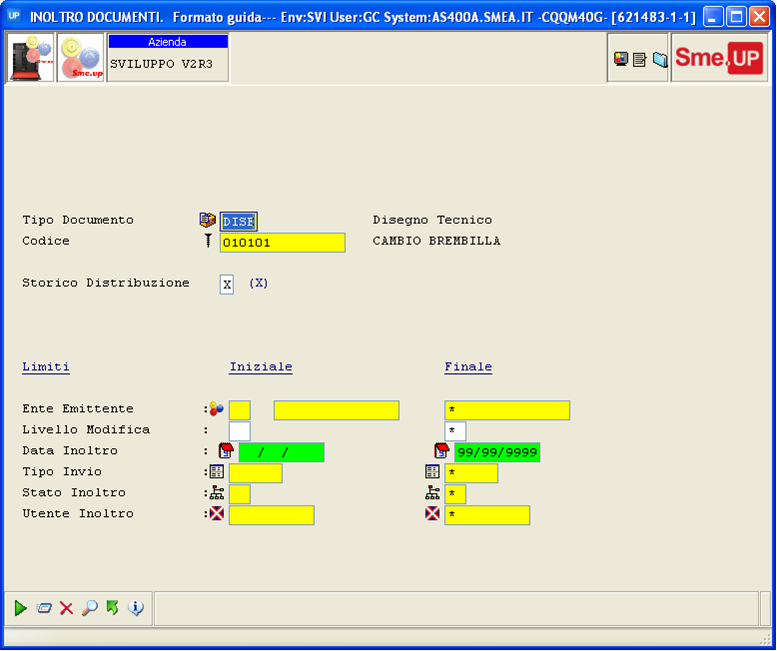 UP INOLTRO DOCUMENTI. Formato guida--- Env:SVI User:GC System:AS400A.SMEA.IT -CQQM40G- [621483-1-1]
Sme.up Azienda Sme.UP
SVILUPPO V2R3
Tipo Documento DISE Disegno Tecnico
Codice 010101 CAMBIO BREMBILLA
Storico Distribuzione X (X)
Limiti Iniziale Finale
Ente Emittente : *
Livello Modifica : *
Data Inoltro : / / 99/99/9999
Tipo Invio : *
Stato Inoltro : *
Utente Inoltro : *